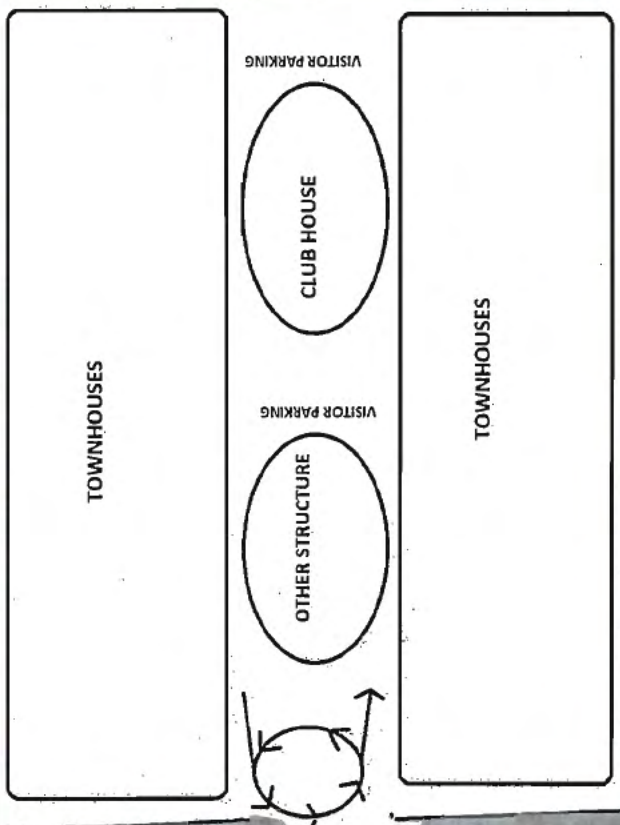 VISITOR PARKING
CLUB HOUSE
TOWNHOUSES
TOWNHOUSES
VISITOR PARKING
OTHER STRUCTURE